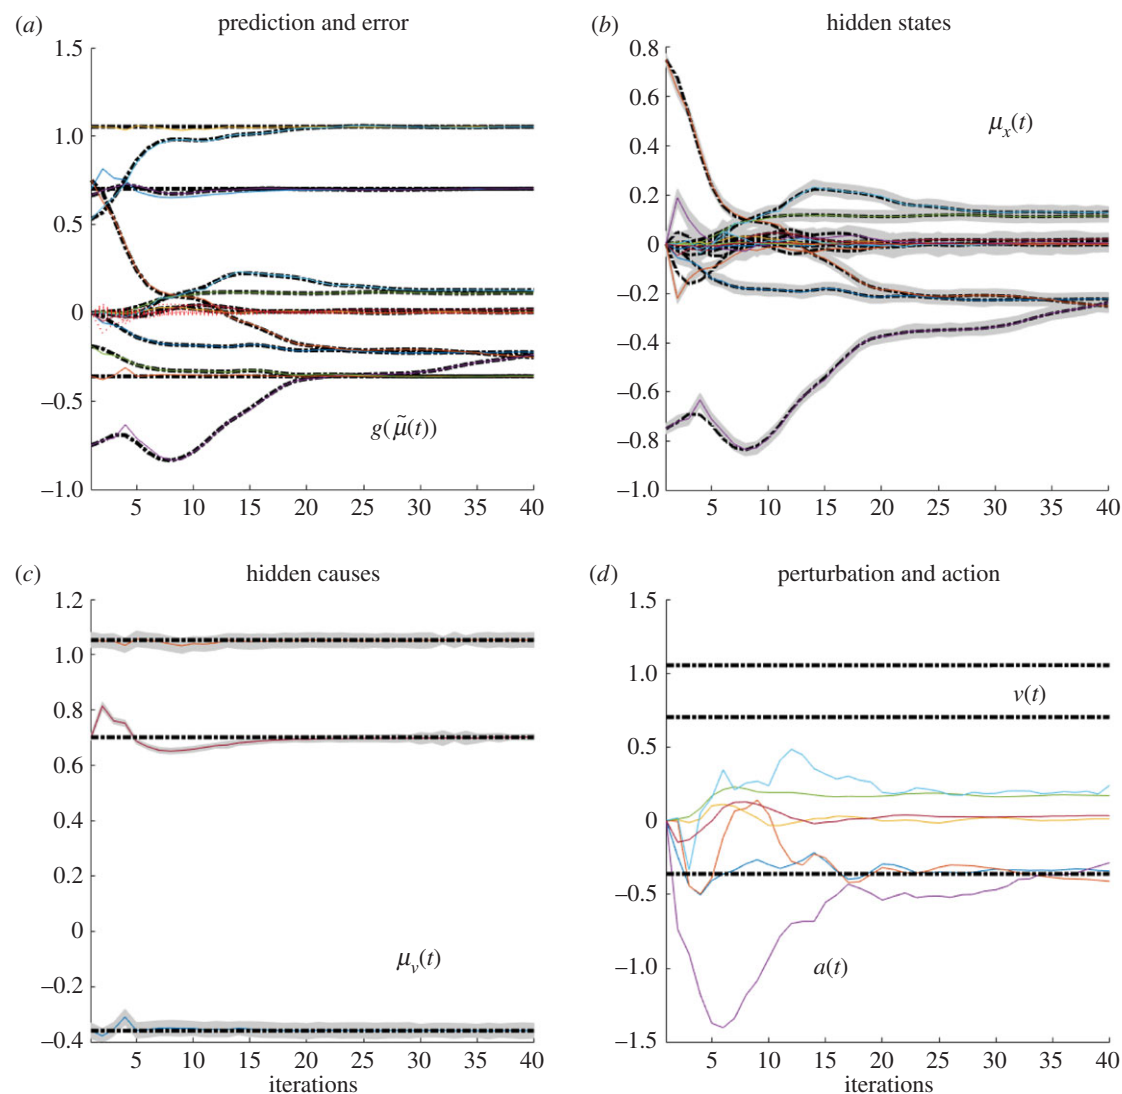 (a) prediction and error
1.5
1.0
0.5
0
−0.5
−1.0
g(μ̃(t))
5 10 15 20 25 30 35 40
(b) hidden states
0.8
0.6
0.4
0.2
0
−0.2
−0.4
−0.6
−0.8
−1.0
μx(t)
5 10 15 20 25 30 35 40
(c) hidden causes
1.2
1.0
0.8
0.6
0.4
0.2
0
−0.2
−0.4
μv(t)
5 10 15 20 25 30 35 40
iterations
(d) perturbation and action
1.5
1.0
0.5
0
−0.5
−1.0
−1.5
v(t)
a(t)
5 10 15 20 25 30 35 40
iterations